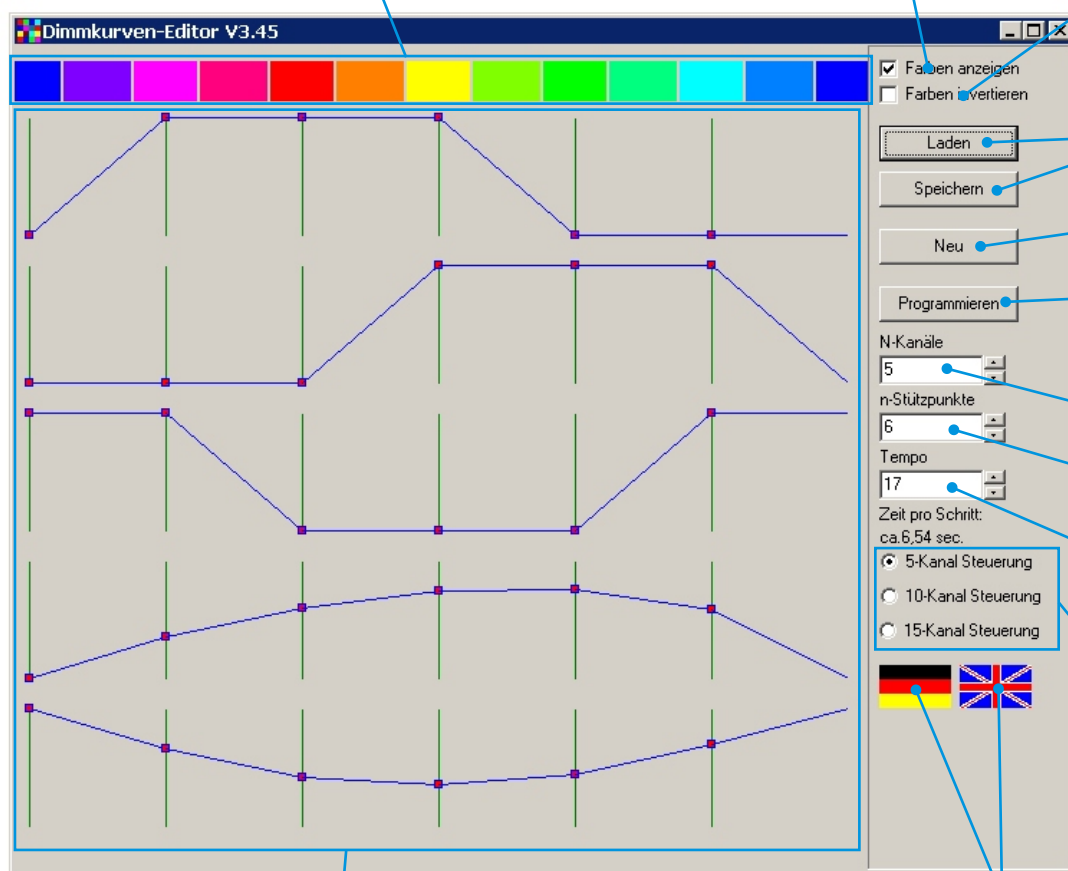 Dimmkurven-Editor V3.45
Farben anzeigen
Farben invertieren
Laden
Speichern
Neu
Programmieren
N-Kanäle
5
n-Stützpunkte
6
Tempo
17
Zeit pro Schritt:
ca.6,54 sec.
5-Kanal Steuerung
10-Kanal Steuerung
15-Kanal Steuerung